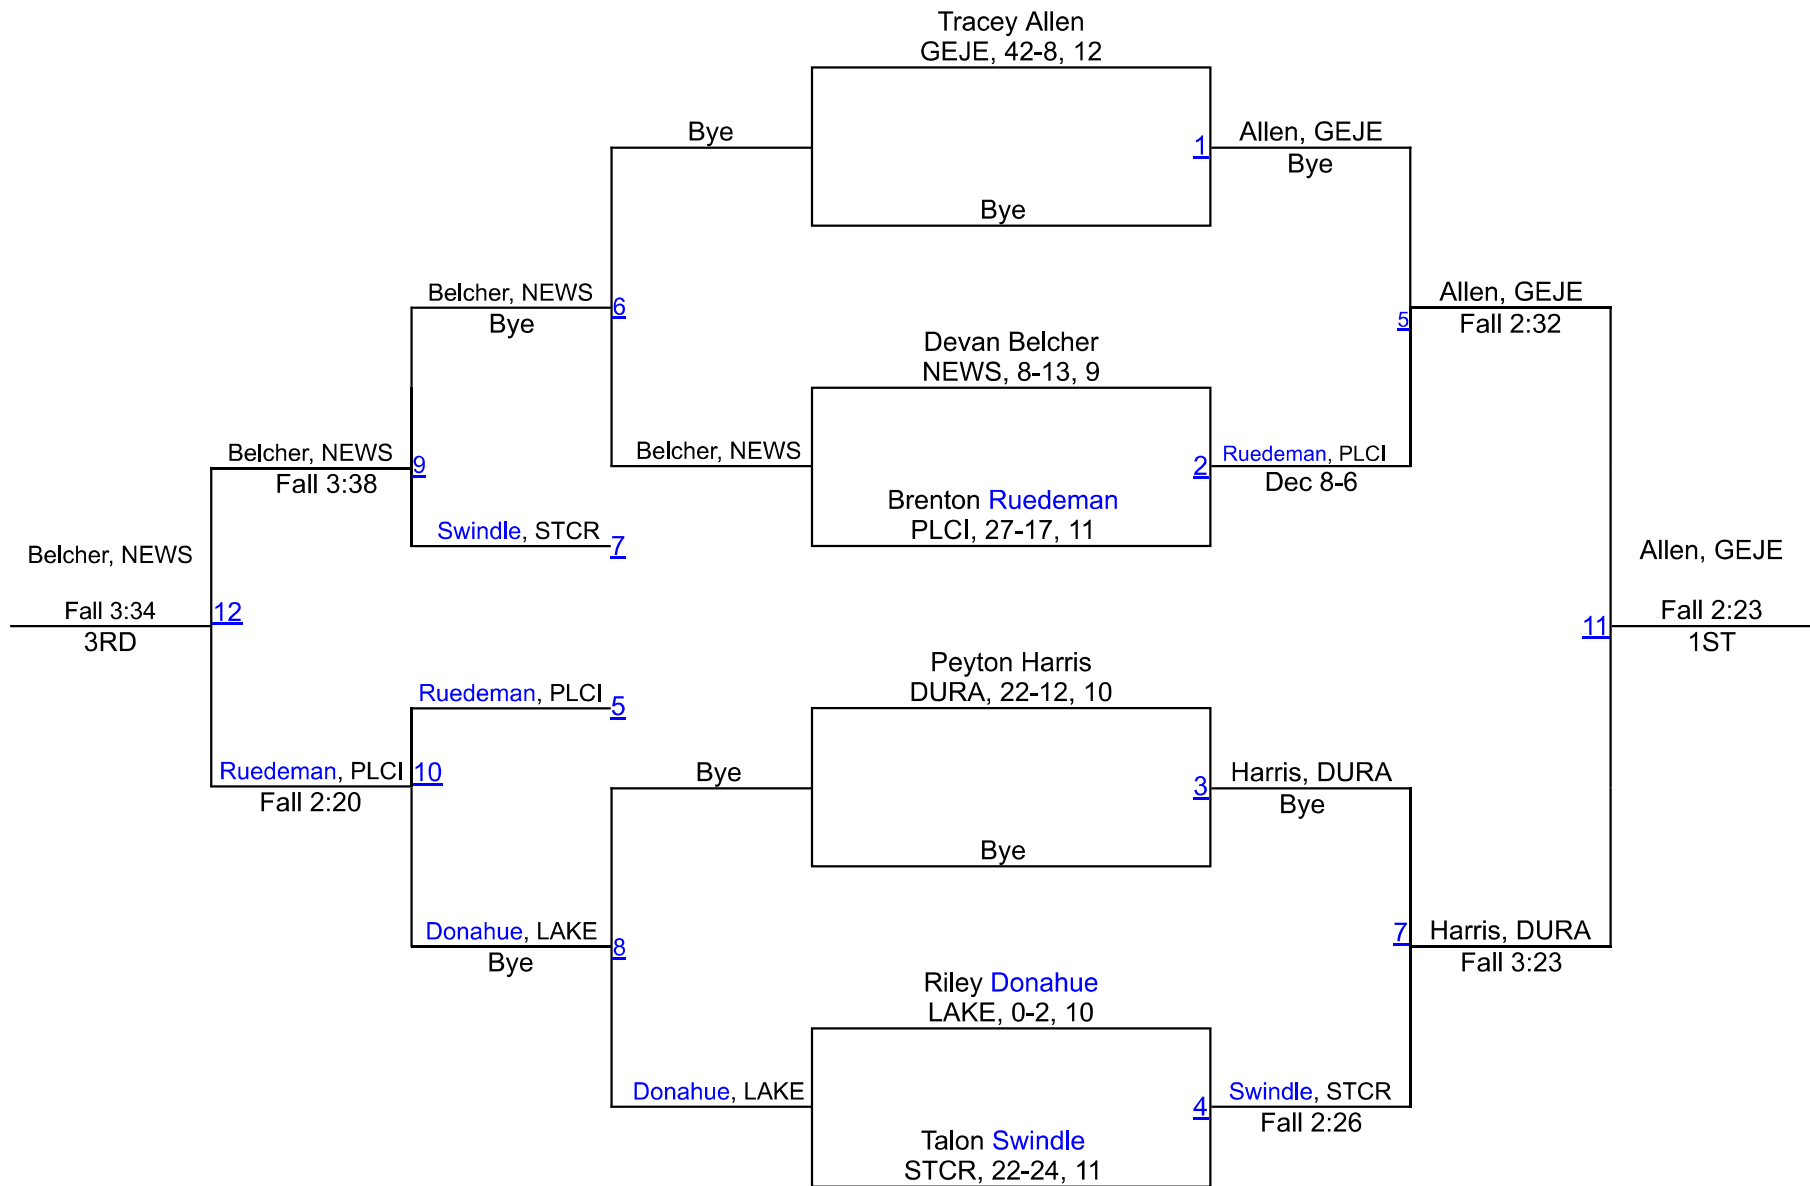 Tracey Allen
GEJE, 42-8, 12
Bye
1
Allen, GEJE
Bye
Bye
Belcher, NEWS
Bye
6
Allen, GEJE
Fall 2:32
5
Devan Belcher
NEWS, 8-13, 9
Belcher, NEWS
Fall 3:38
9
Belcher, NEWS
2
Ruedeman, PLCI
Dec 8-6
Brenton Ruedeman
PLCI, 27-17, 11
Swindle, STCR
7
Belcher, NEWS
Fall 3:34
3RD
12
Allen, GEJE
Fall 2:23
1ST
11
Peyton Harris
DURA, 22-12, 10
Ruedeman, PLCI
5
Ruedeman, PLCI
Fall 2:20
10
Bye
3
Harris, DURA
Bye
Bye
Donahue, LAKE
Bye
8
7
Harris, DURA
Fall 3:23
Riley Donahue
LAKE, 0-2, 10
Donahue, LAKE
4
Swindle, STCR
Fall 2:26
Talon Swindle
STCR, 22-24, 11